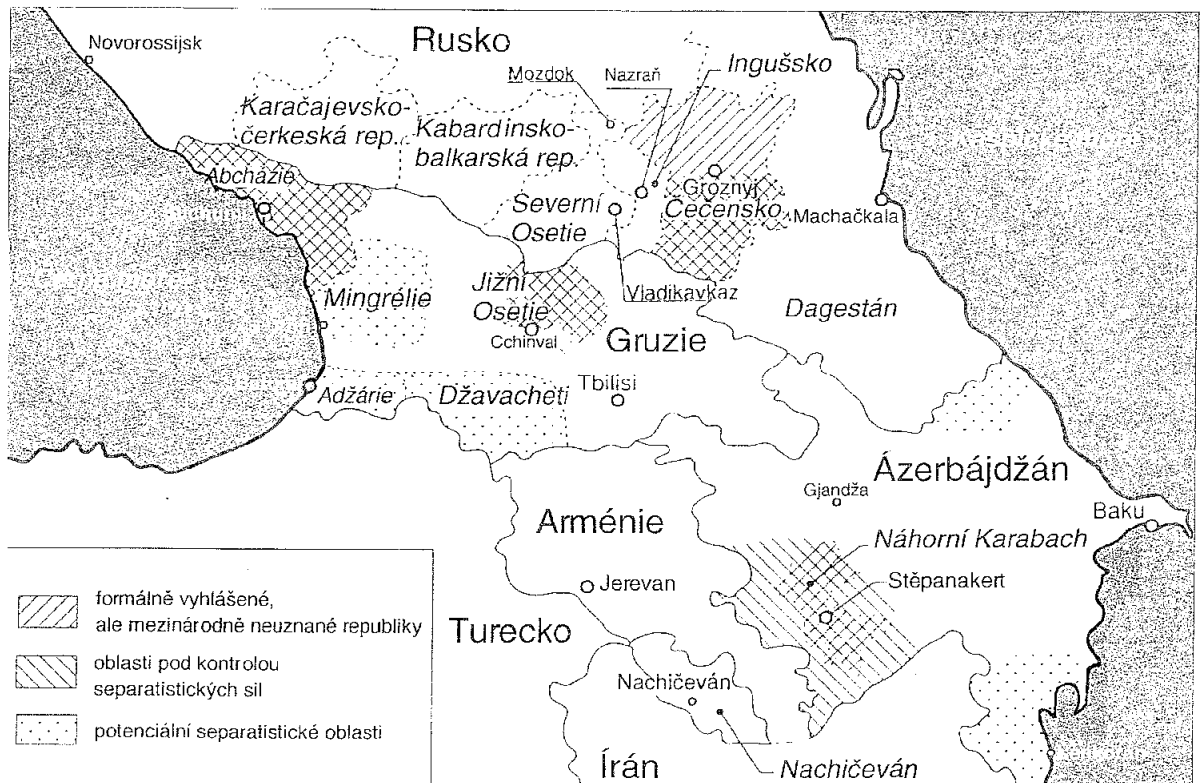 Rusko
Novorossijsk
Mozdok
Nazraň
Ingušsko
Karačajevsko-
čerkeská rep.
Kabardinsko-
balkarská rep.
Abcházie
Groznyj
Čečensko
Severní
Osetie
Machačkala
Mingrélie
Jižní
Osetie
Vladikavkaz
Dagestán
Cchinval
Gruzie
Adžárie
Džavacheti
Tbilisi
Ázerbájdžán
Gjandža
Arménie
Baku
Náhorní Karabach
Jerevan
Stěpanakert
Turecko
Nachičeván
Írán
Nachičeván
formálně vyhlášené,
ale mezinárodně neuznané republiky
oblasti pod kontrolou
separatistických sil
potenciální separatistické oblasti